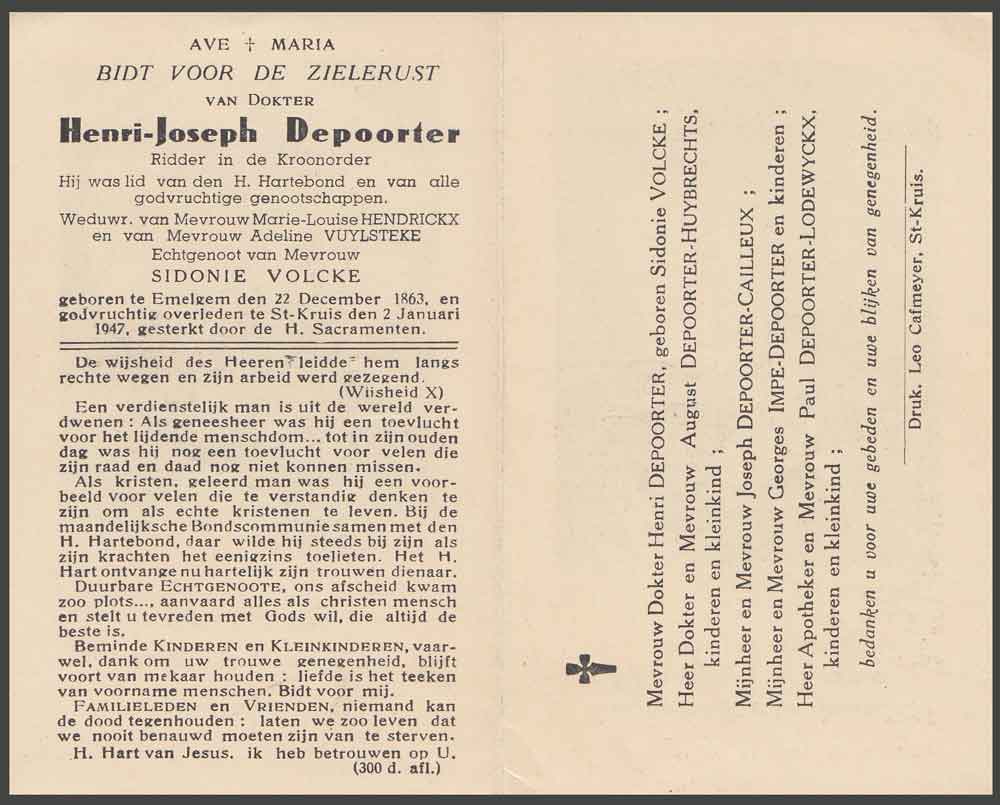 AVE † MARIA
BIDT VOOR DE ZIELERUST
VAN DOKTER
Henri-Joseph Depoorter
Ridder in de Kroonorder
Hij was lid van den H. Hartebond en van alle
godvruchtige genootschappen.
Weduwr. van Mevrouw Marie-Louise HENDRICKX
en van Mevrouw Adeline VUYLSTEKE
Echtgenoot van Mevrouw
SIDONIE VOLCKE
geboren te Emelgem den 22 December 1863, en
godvruchtig overleden te St-Kruis den 2 Januari
1947, gesterkt door de H. Sacramenten.
De wijsheid des Heeren leidde hem langs
rechte wegen en zijn arbeid werd gezegend.
(Wijsheid X)
Een verdienstelijk man is uit de wereld ver-
dwenen : Als geneesheer was hij een toevlucht
voor het lijdende menschdom... tot in zijn ouden
dag was hij nog een toevlucht voor velen die
zijn raad en daad nog niet konnen missen.
Als kristen, geleerd man was hij een voor-
beeld voor velen die te verstandig denken te
zijn om als echte kristenen te leven. Bij de
maandelijksche Bondscommunie samen met den
H. Hartebond, daar wilde hij steeds bij zijn als
zijn krachten het eenigzins toelieten. Het H.
Hart ontvange nu hartelijk zijn trouwen dienaar.
Duurbare ECHTGENOOTE, ons afscheid kwam
zoo plots..., aanvaard alles als christen mensch
en stelt u tevreden met Gods wil, die altijd de
beste is.
Beminde KINDEREN en KLEINKINDEREN, vaar-
wel, dank om uw trouwe genegenheid, blijft
voort van mekaar houden : liefde is het teeken
van voorname menschen. Bidt voor mij.
FAMILIELEDEN en VRIENDEN, niemand kan
de dood tegenhouden : laten we zoo leven dat
we nooit benauwd moeten zijn van te sterven.
H. Hart van Jesus. ik heb betrouwen op U.
(300 d. afl.)
Mevrouw Dokter Henri DEPOORTER, geboren Sidonie VOLCKE ;
Heer Dokter en Mevrouw August DEPOORTER-HUYBRECHTS,
kinderen en kleinkind ;
Mijnheer en Mevrouw Joseph DEPOORTER-CAILLEUX ;
Mijnheer en Mevrouw Georges IMPE-DEPOORTER en kinderen ;
Heer Apotheker en Mevrouw Paul DEPOORTER-LODEWYCKX,
kinderen en kleinkind ;
bedanken u voor uwe gebeden en uwe blijken van genegenheid.
Druk. Leo Cafmeyer, St-Kruis.